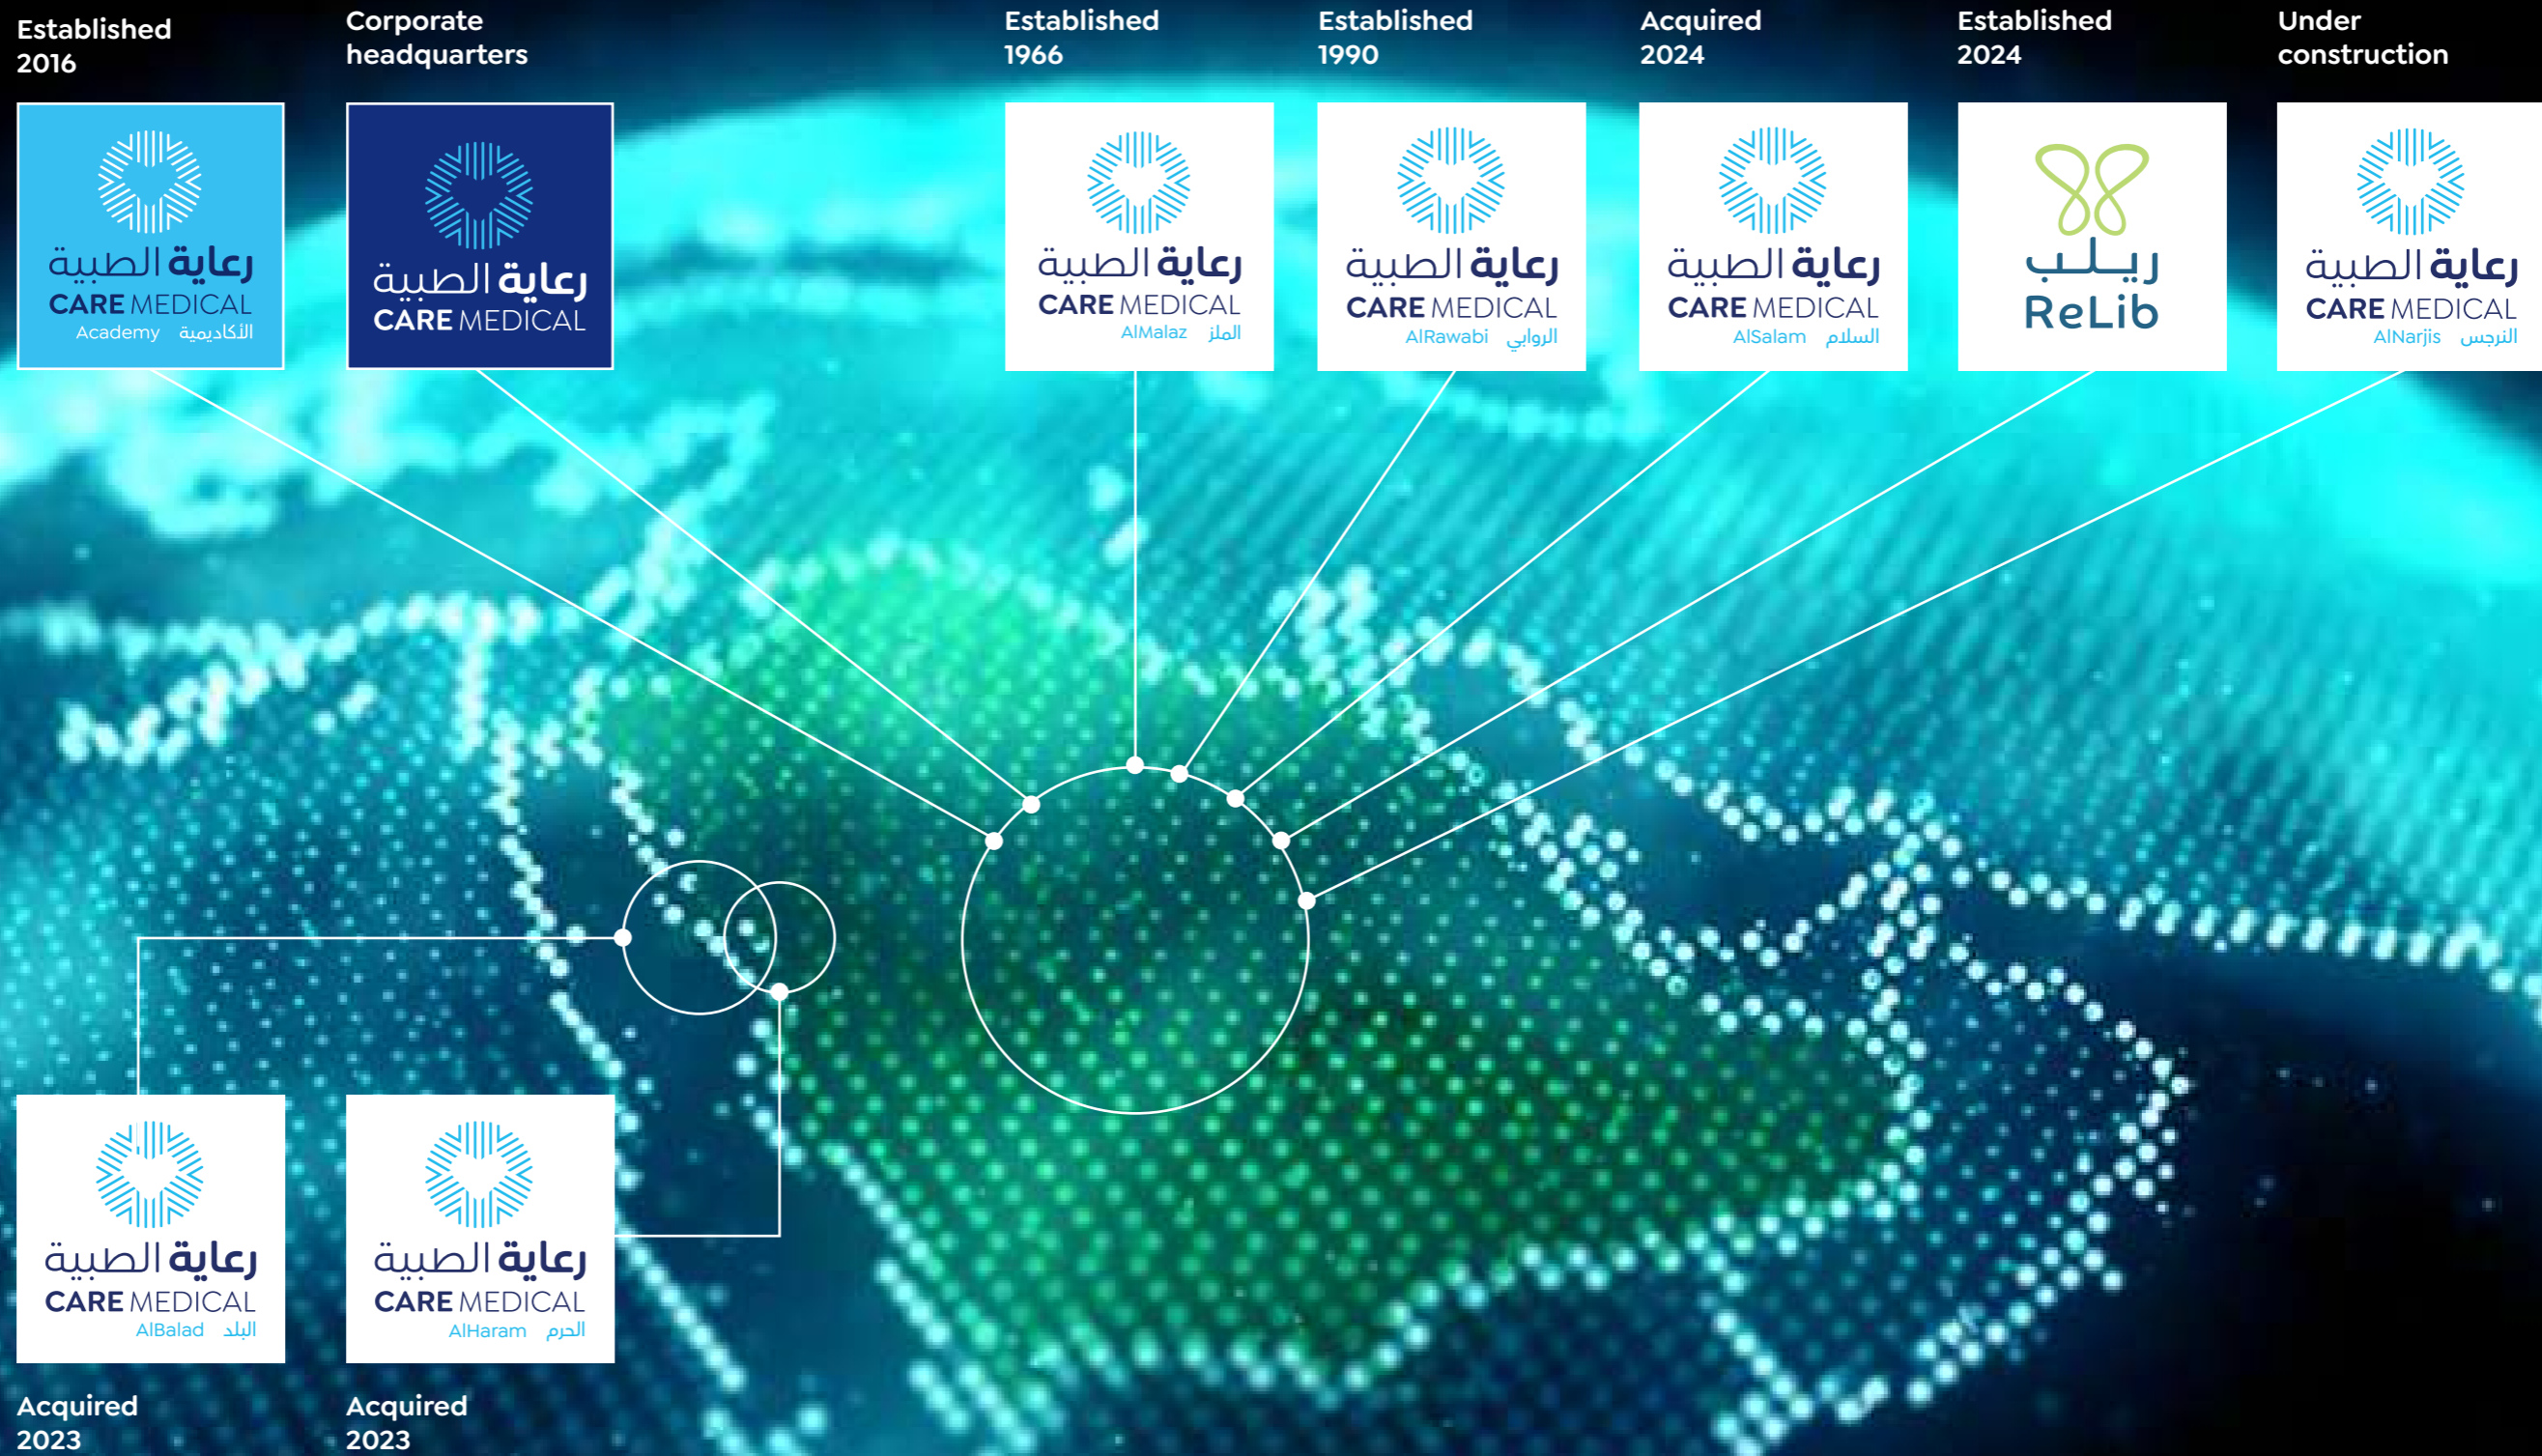 Established
2016
رعاية الطبية
CARE MEDICAL
Academy الأكاديمية
Corporate
headquarters
رعاية الطبية
CARE MEDICAL
Established
1966
رعاية الطبية
CARE MEDICAL
AlMalaz الملز
Established
1990
رعاية الطبية
CARE MEDICAL
AlRawabi الروابي
Acquired
2024
رعاية الطبية
CARE MEDICAL
AlSalam السلام
Established
2024
ريلب
ReLib
Under
construction
رعاية الطبية
CARE MEDICAL
AlNarjis النرجس
رعاية الطبية
CARE MEDICAL
AlBalad البلد
Acquired
2023
رعاية الطبية
CARE MEDICAL
AlHaram الحرم
Acquired
2023